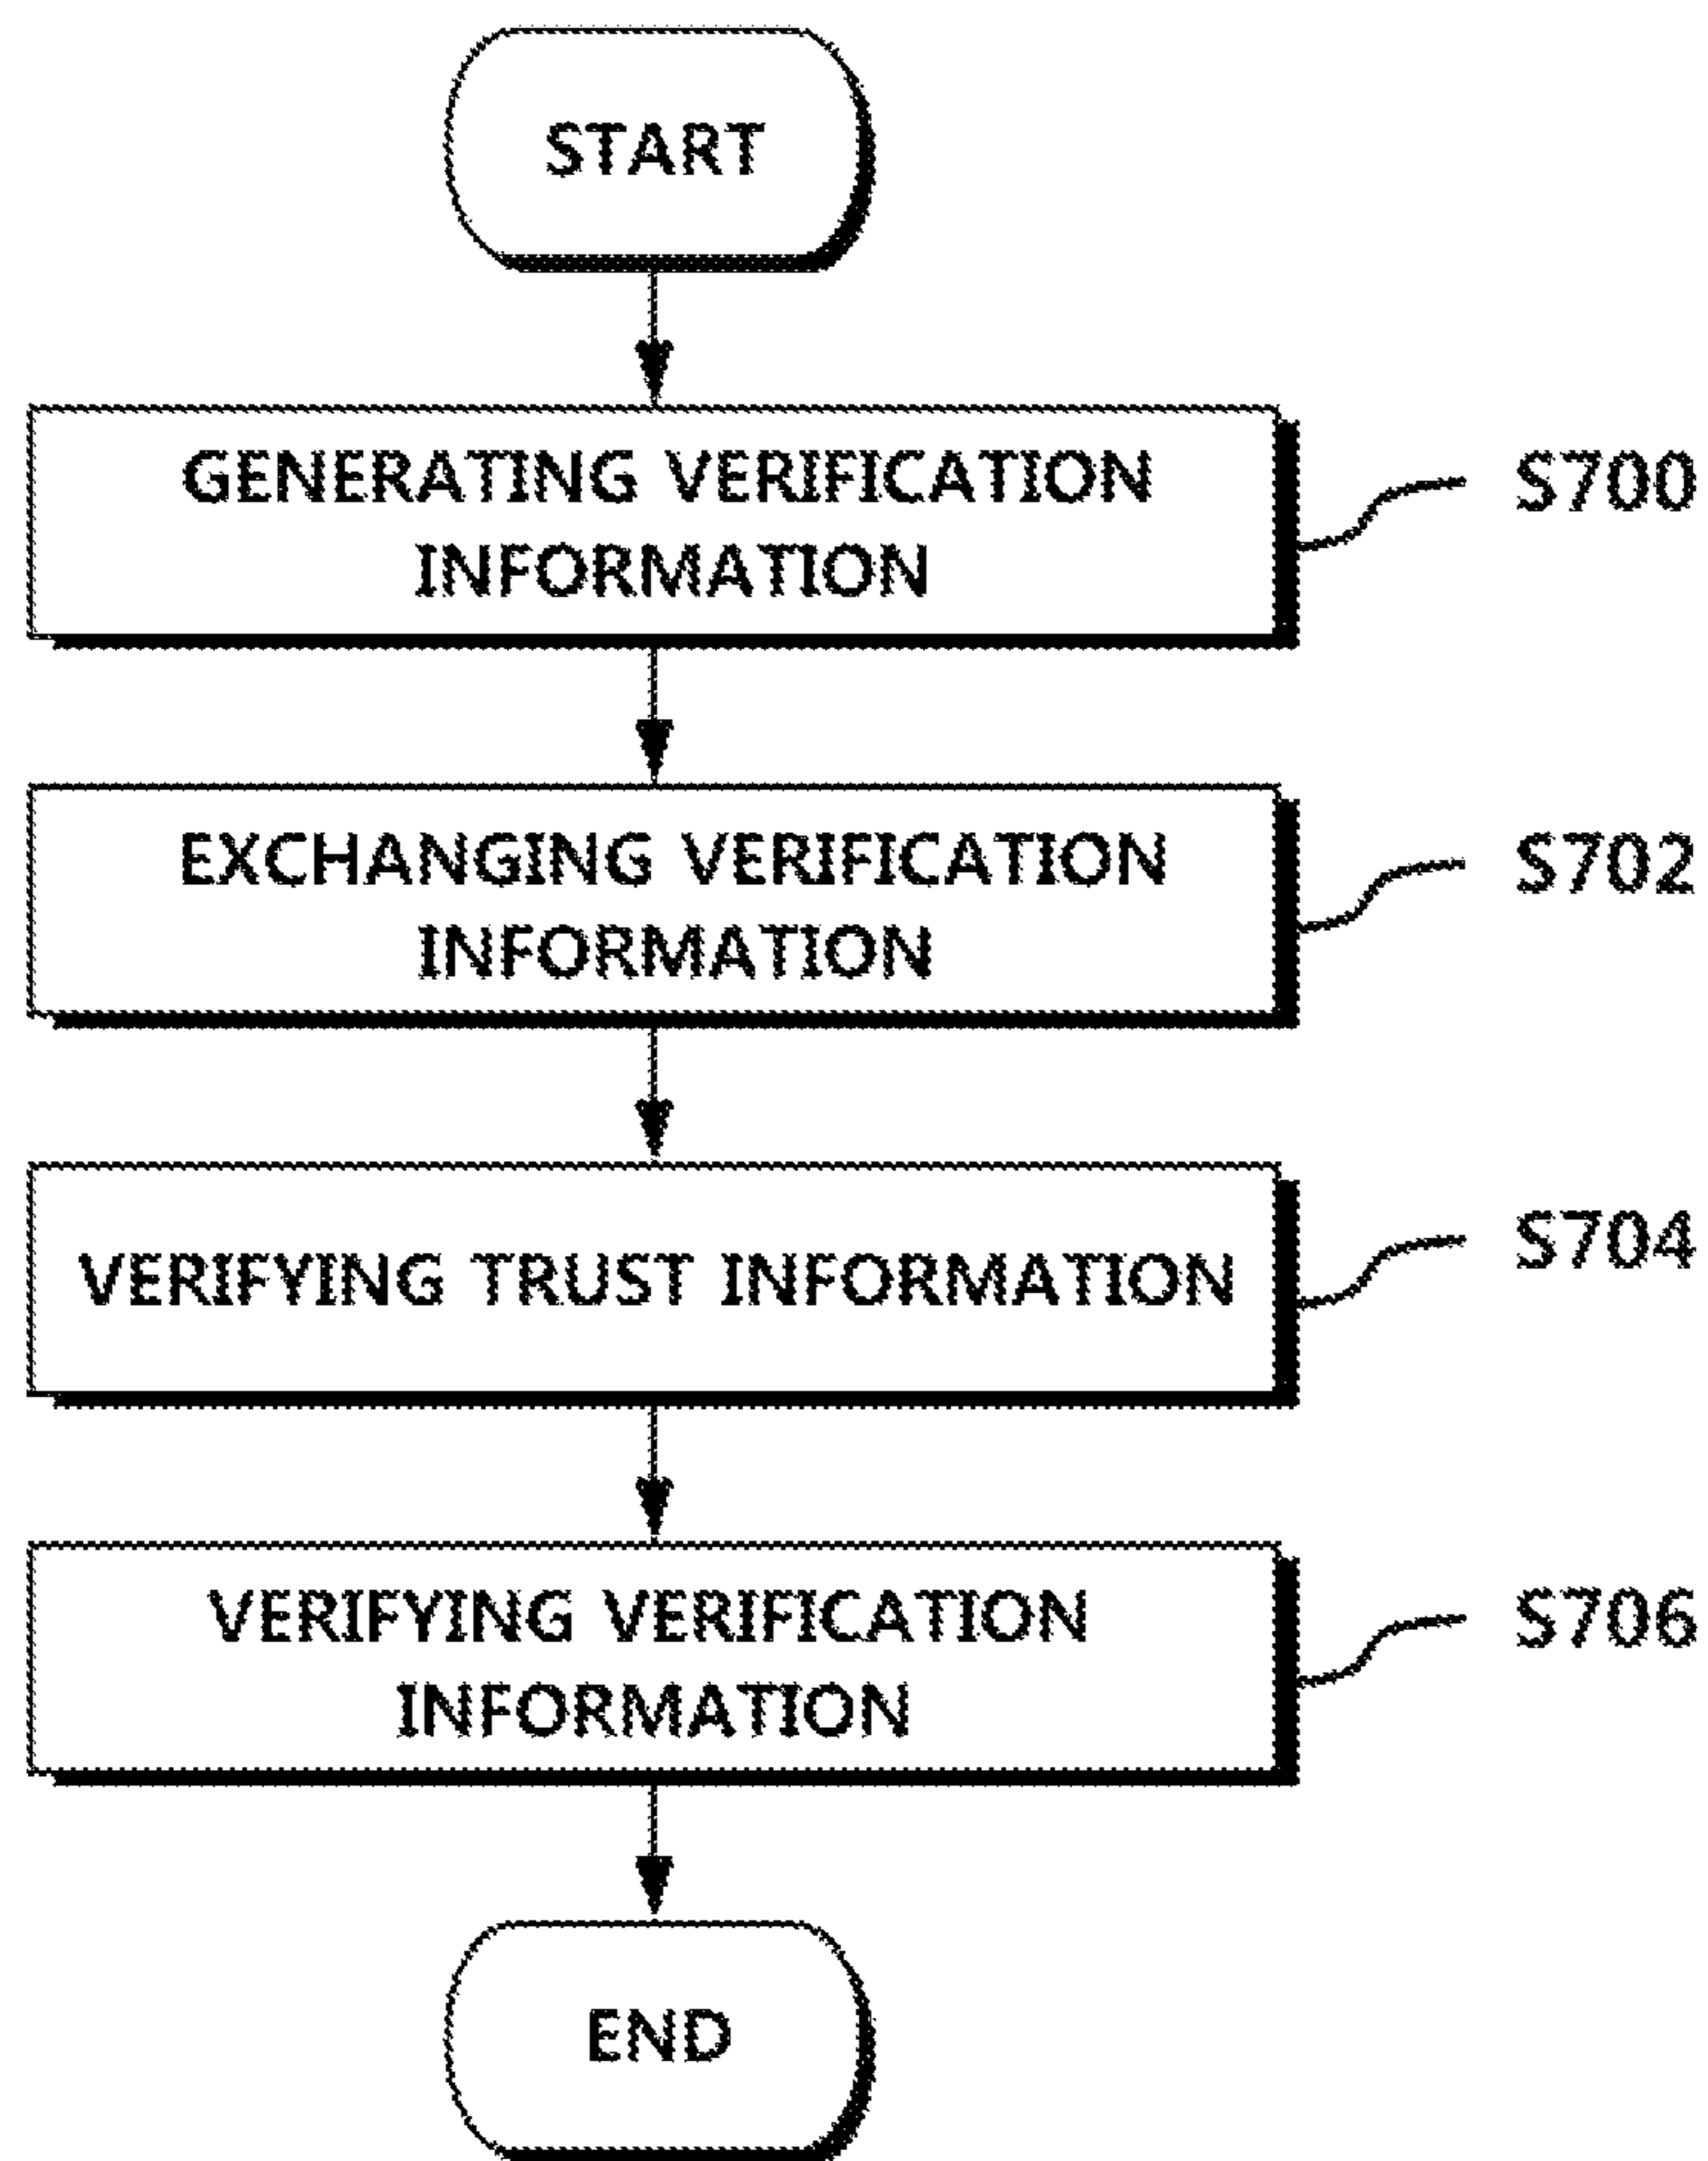 START
GENERATING VERIFICATION
INFORMATION
S700
EXCHANGING VERIFICATION
INFORMATION
S702
VERIFYING TRUST INFORMATION
S704
VERIFYING VERIFICATION
INFORMATION
S706
END